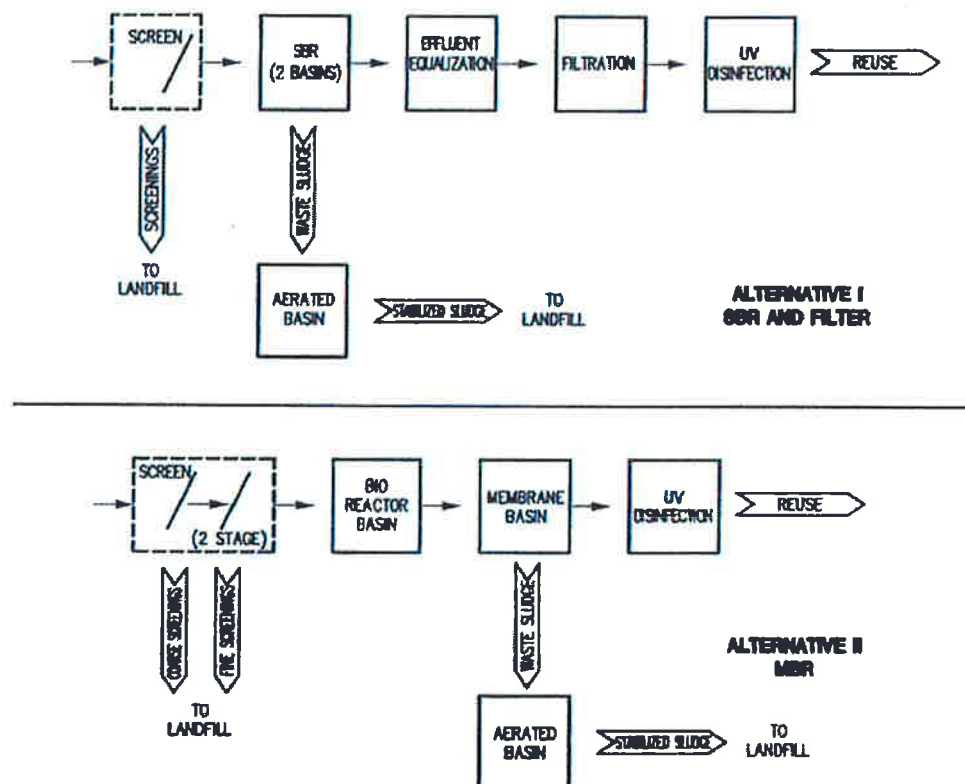 SCREEN
SBR
(2 BASINS)
EFFLUENT
EQUALIZATION
FILTRATION
UV
DISINFECTION
REUSE
SCREENINGS
WASTE SLUDGE
TO
LANDFILL
AERATED
BASIN
STABILIZED SLUDGE
TO
LANDFILL
ALTERNATIVE I
SBR AND FILTER
SCREEN
(2 STAGE)
BIO
REACTOR
BASIN
MEMBRANE
BASIN
UV
DISINFECTION
REUSE
COARSE SCREENINGS
FINE SCREENINGS
WASTE SLUDGE
TO
LANDFILL
ALTERNATIVE II
MBR
AERATED
BASIN
STABILIZED SLUDGE
TO
LANDFILL